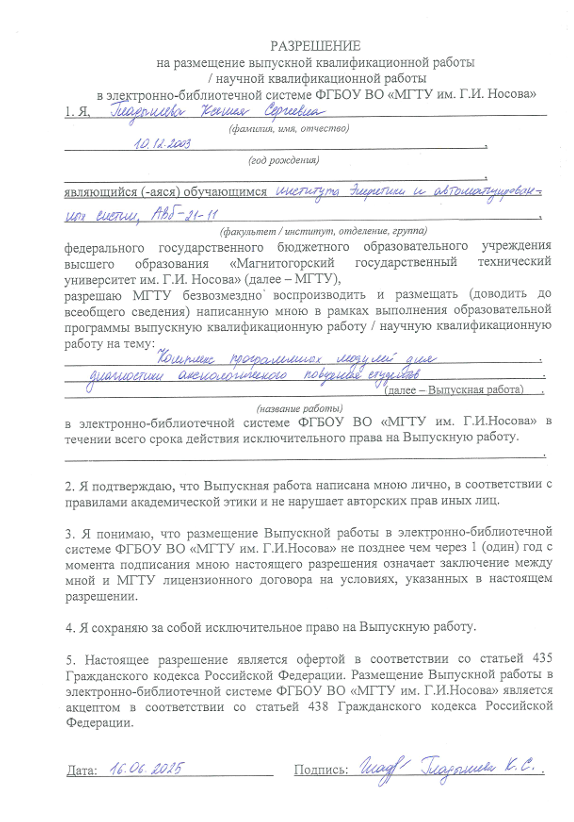 РАЗРЕШЕНИЕ
на размещение выпускной квалификационной работы
/ научной квалификационной работы
в электронно-библиотечной системе ФГБОУ ВО «МГТУ им. Г.И. Носова»
1. Я, Гладышева Ксения Сергеевна
(фамилия, имя, отчество)
10.12.2003 ,
(год рождения)
,
являющийся (-аяся) обучающимся института Энергетики и автоматизирован-
ных систем, АВб-21-11 ,
(факультет / институт, отделение, группа)
федерального государственного бюджетного образовательного учреждения
высшего образования «Магнитогорский государственный технический
университет им. Г.И. Носова» (далее – МГТУ),
разрешаю МГТУ безвозмездно воспроизводить и размещать (доводить до
всеобщего сведения) написанную мною в рамках выполнения образовательной
программы выпускную квалификационную работу / научную квалификационную
работу на тему:
Комплекс программных модулей для .
диагностики аксиологического поведения студентов
(далее – Выпускная работа) ,
(название работы)
в электронно-библиотечной системе ФГБОУ ВО «МГТУ им. Г.И.Носова» в
течении всего срока действия исключительного права на Выпускную работу.
.
2. Я подтверждаю, что Выпускная работа написана мною лично, в соответствии с
правилами академической этики и не нарушает авторских прав иных лиц.
3. Я понимаю, что размещение Выпускной работы в электронно-библиотечной
системе ФГБОУ ВО «МГТУ им. Г.И.Носова» не позднее чем через 1 (один) год с
момента подписания мною настоящего разрешения означает заключение между
мной и МГТУ лицензионного договора на условиях, указанных в настоящем
разрешении.
4. Я сохраняю за собой исключительное право на Выпускную работу.
5. Настоящее разрешение является офертой в соответствии со статьей 435
Гражданского кодекса Российской Федерации. Размещение Выпускной работы в
электронно-библиотечной системе ФГБОУ ВО «МГТУ им. Г.И.Носова» является
акцептом в соответствии со статьей 438 Гражданского кодекса Российской
Федерации.
Дата: 16.06.2025 Подпись: Гладышева К.С.